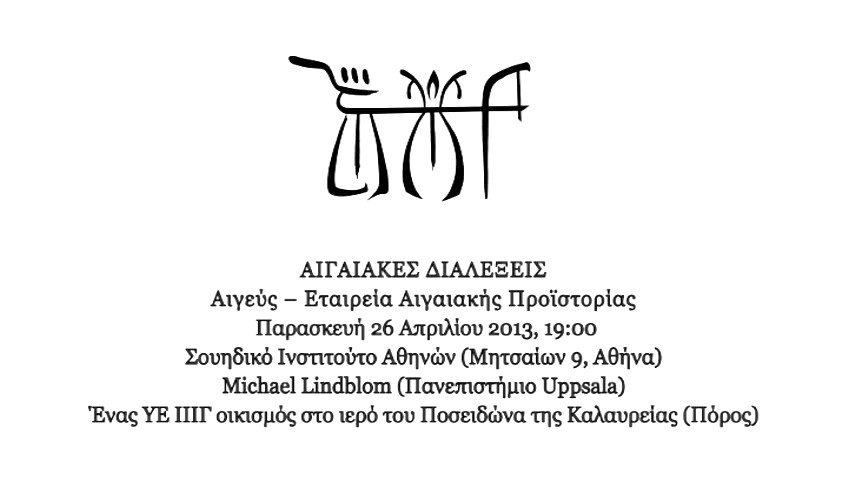 ΑΙΓΑΙΑΚΕΣ ΔΙΑΛΕΞΕΙΣ
Αιγεύς – Εταιρεία Αιγαιακής Προϊστορίας
Παρασκευή 26 Απριλίου 2013, 19:00
Σουηδικό Ινστιτούτο Αθηνών (Μητσαίων 9, Αθήνα)
Michael Lindblom (Πανεπιστήμιο Uppsala)
Ένας ΥΕ ΙΙΙΓ οικισμός στο ιερό του Ποσειδώνα της Καλαυρείας (Πόρος)